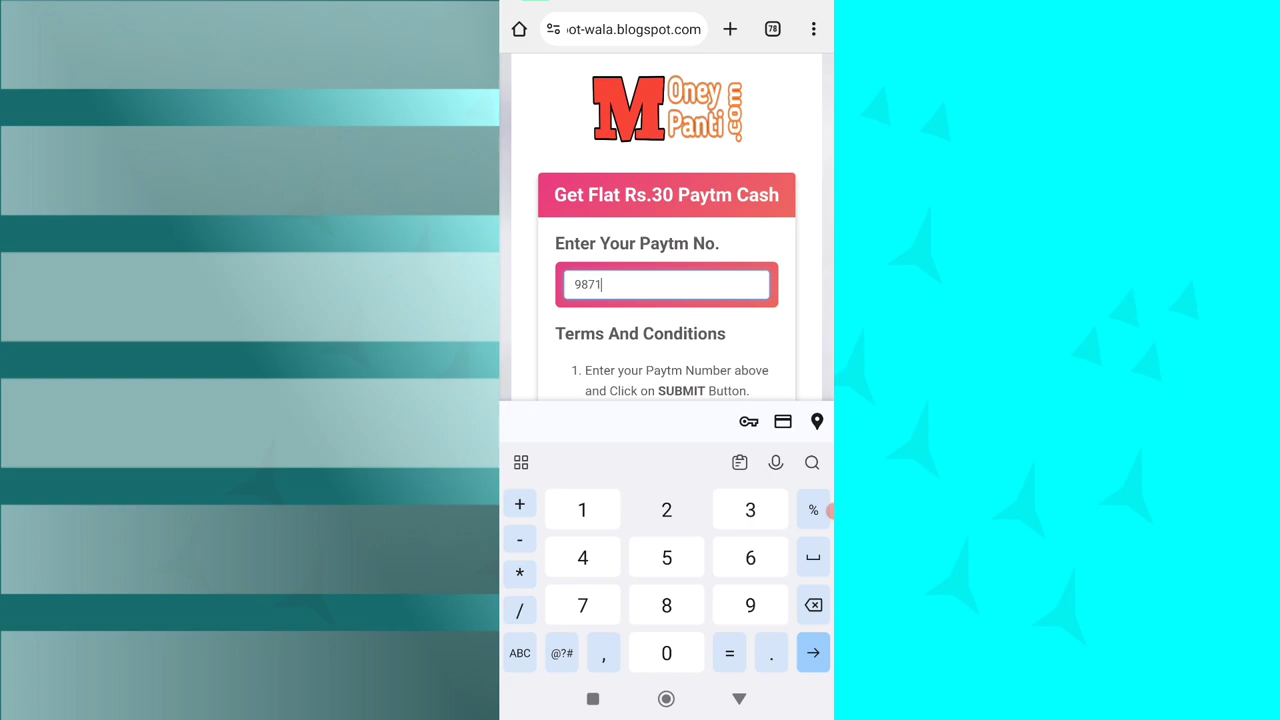 ot-wala.blogspot.com
78
Money
Panti.com
Get Flat Rs.30 Paytm Cash
Enter Your Paytm No.
9871
Terms And Conditions
1. Enter your Paytm Number above
and Click on SUBMIT Button.
+ 1 2 3 %
-
4 5 6
*
7 8 9
/
ABC @?# , 0 = .